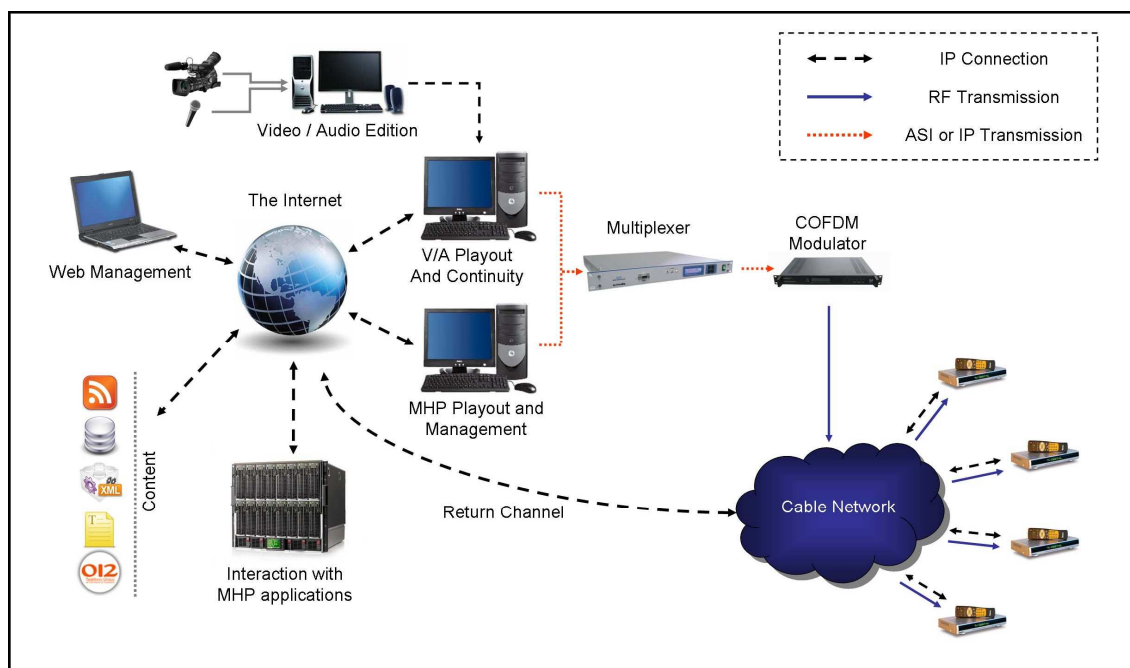 IP Connection
RF Transmission
ASI or IP Transmission
Video / Audio Edition
The Internet
Web Management
V/A Playout
And Continuity
Multiplexer
COFDM
Modulator
MHP Playout and
Management
Content
XML
T
012
Interaction with
MHP applications
Return Channel
Cable Network